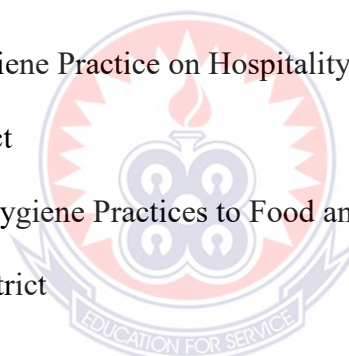 iene Practice on Hospitality
ct
ygiene Practices to Food an
trict
EDUCATION FOR SERVICE